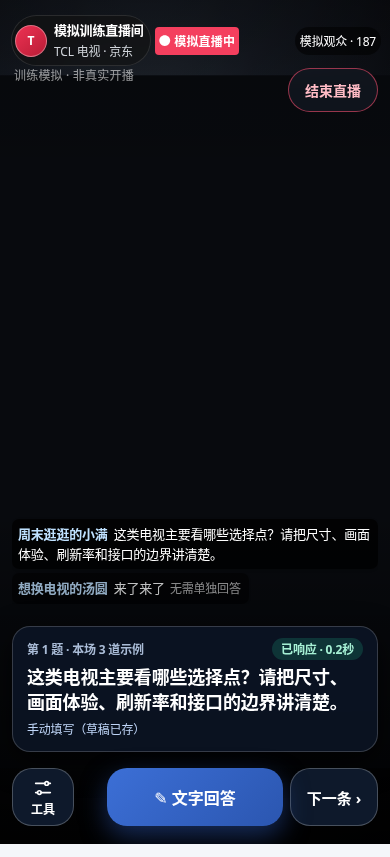 T
模拟训练直播间
TCL 电视 · 京东
模拟直播中
模拟观众 · 187
训练模拟 · 非真实开播
结束直播
周末逛逛的小满 这类电视主要看哪些选择点？请把尺寸、画面
体验、刷新率和接口的边界讲清楚。
想换电视的汤圆 来了来了 无需单独回答
第 1 题 · 本场 3 道示例
已响应 · 0.2秒
这类电视主要看哪些选择点？请把尺寸、
画面体验、刷新率和接口的边界讲清楚。
手动填写（草稿已存）
工具
✎ 文字回答
下一条 ›